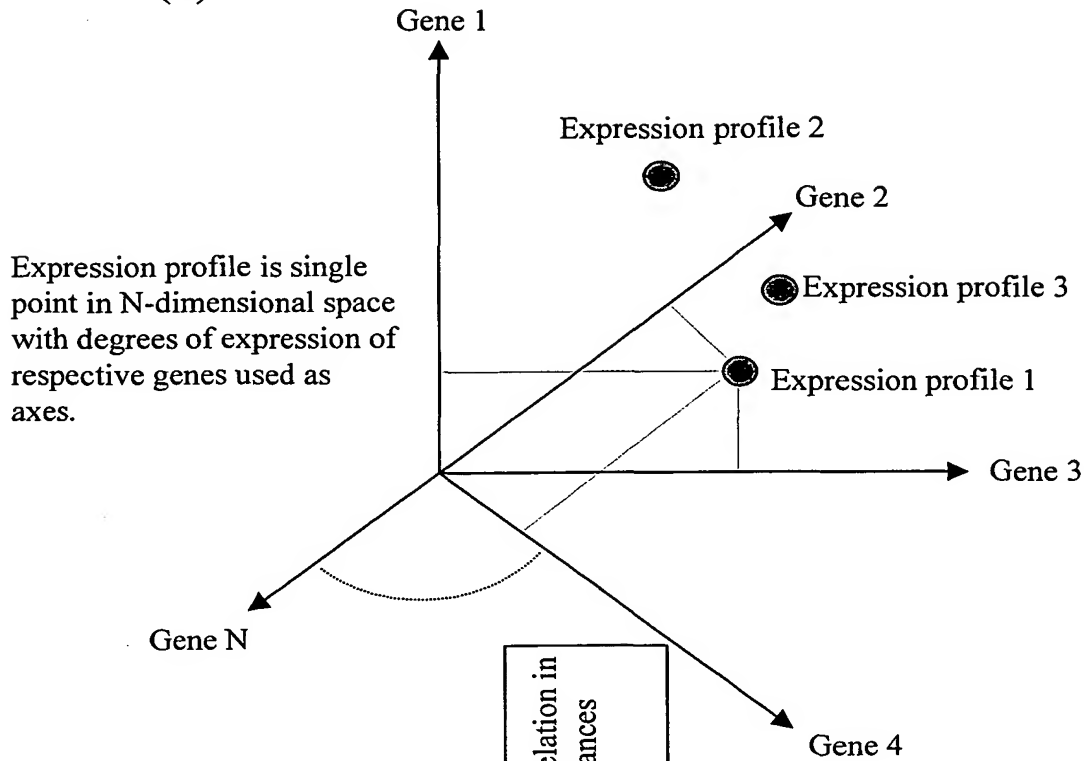 Gene 1
Expression profile 2
Gene 2
Expression profile is single
point in N-dimensional space
with degrees of expression of
respective genes used as
axes.
Expression profile 3
Expression profile 1
Gene 3
Gene N
Gene 4